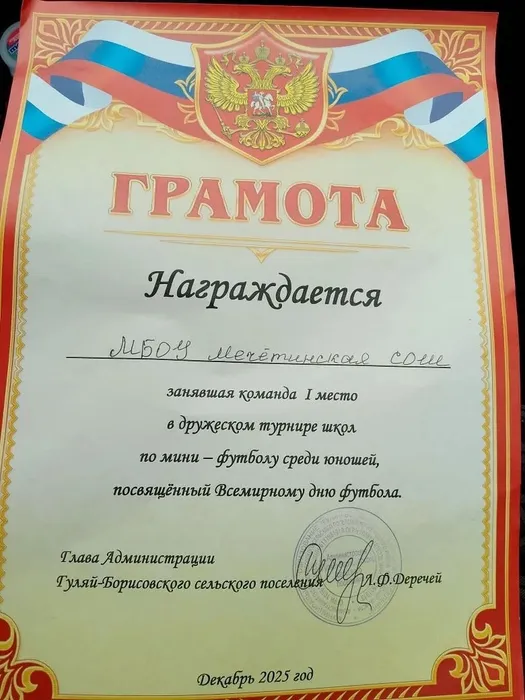 ГРАМОТА
Награждается
МБОУ Мечётинская СОШ
занявшая команда I место
в дружеском турнире школ
по мини – футболу среди юношей,
посвящённый Всемирному дню футбола.
Глава Администрации
Гуляй-Борисовского сельского поселения Л.Ф.Деречей
Декабрь 2025 год